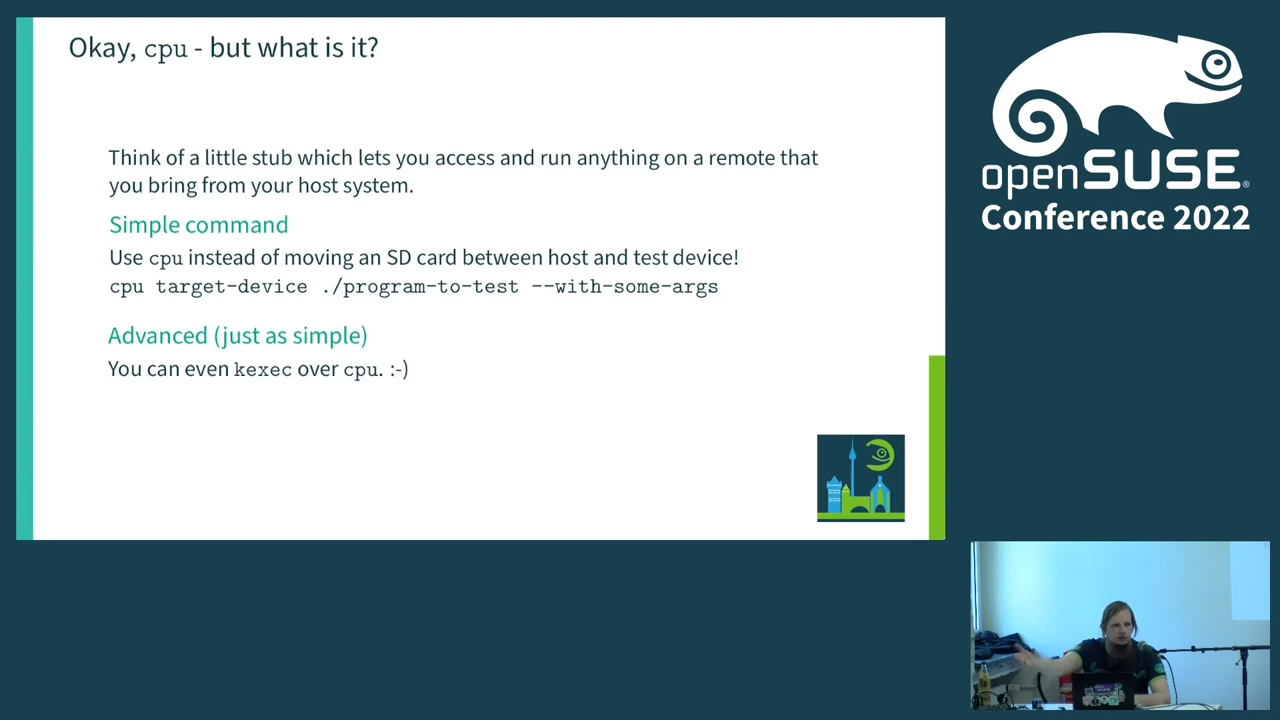 Okay, cpu - but what is it?
Think of a little stub which lets you access and run anything on a remote that
you bring from your host system.
Simple command
Use cpu instead of moving an SD card between host and test device!
cpu target-device ./program-to-test --with-some-args
Advanced (just as simple)
You can even kexec over cpu. :-)
openSUSE®
Conference 2022